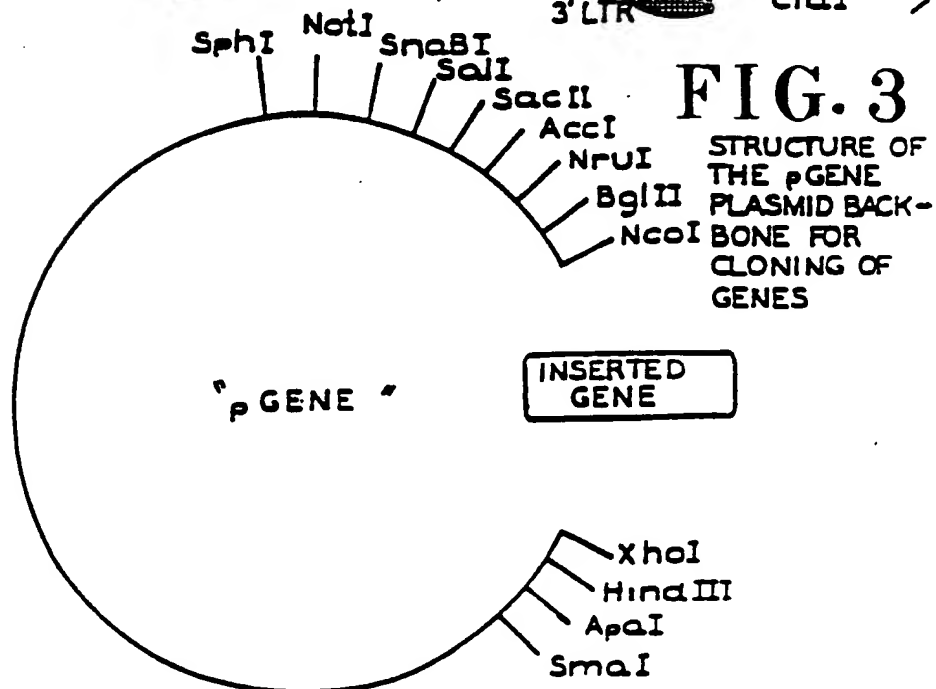 3' LTR
ClaI
SphI
NotI
SnaBI
SalI
SacII
AccI
NruI
BglII
NcoI
FIG. 3
STRUCTURE OF
THE pGENE
PLASMID BACK-
BONE FOR
CLONING OF
GENES
"pGENE"
INSERTED
GENE
XhoI
HindIII
ApaI
SmaI